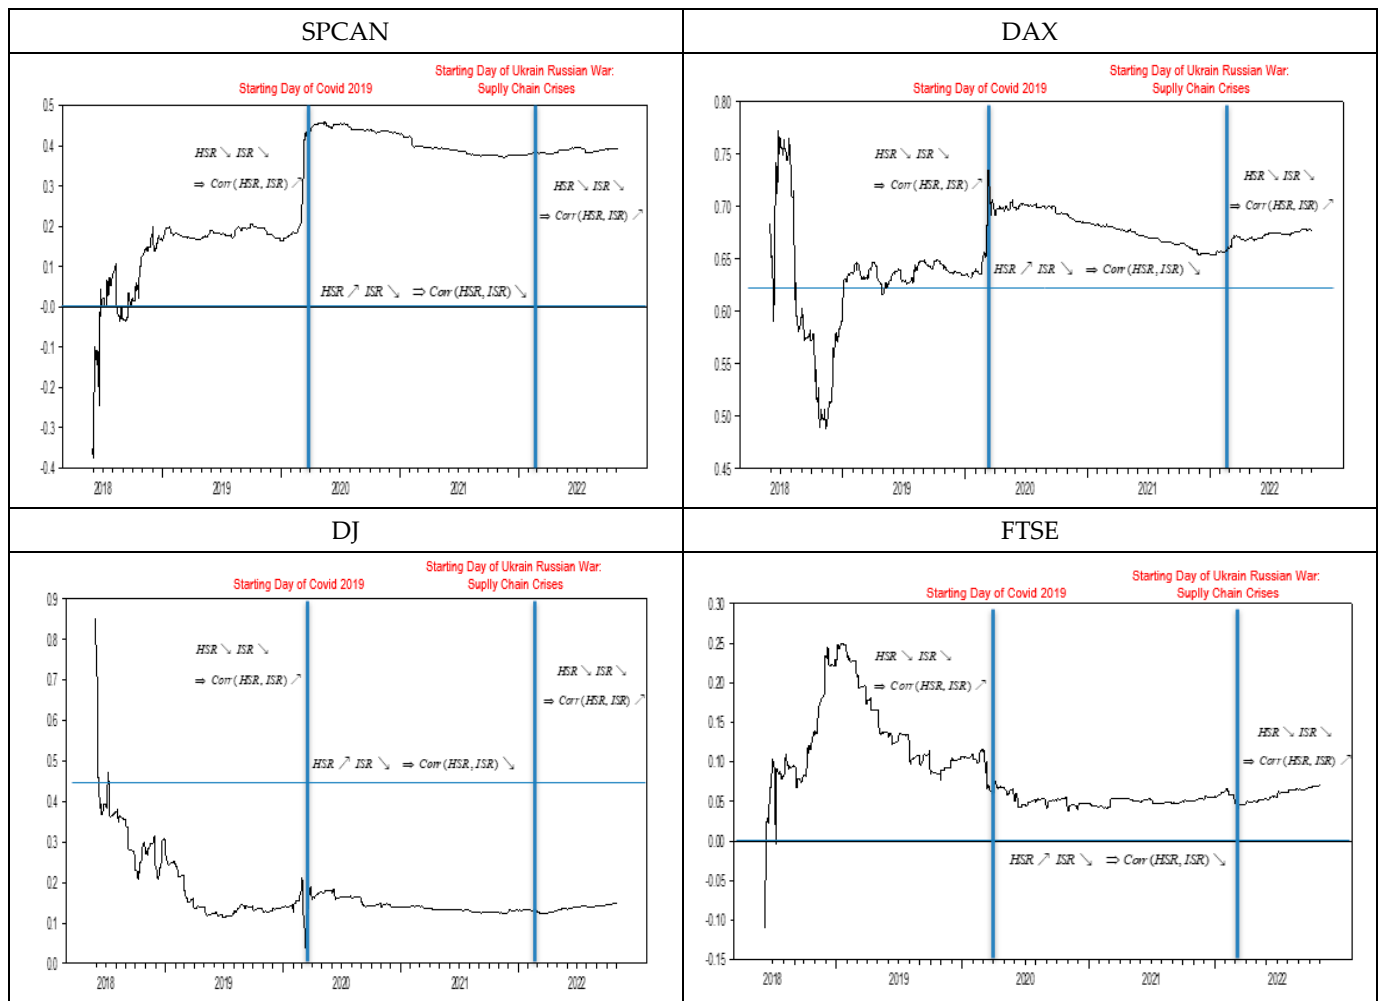 SPCAN
DAX
Starting Day of Ukrain Russian War:
Starting Day of Covid 2019
Suplly Chain Crises
0.5
0.4
0.3
0.2
0.1
-0.0
-0.1
-0.2
-0.3
-0.4
HSR ↘ ISR ↘
⇒ Corr (HSR, ISR) ↗
HSR ↘ ISR ↘
⇒ Corr (HSR, ISR) ↗
HSR ↗ ISR ↘ ⇒ Corr (HSR, ISR) ↘
2018 2019 2020 2021 2022
Starting Day of Ukrain Russian War:
Starting Day of Covid 2019
Suplly Chain Crises
0.80
0.75
0.70
0.65
0.60
0.55
0.50
0.45
HSR ↘ ISR ↘
⇒ Corr (HSR, ISR) ↗
HSR ↘ ISR ↘
⇒ Corr (HSR, ISR) ↗
HSR ↗ ISR ↘ ⇒ Corr (HSR, ISR) ↘
2018 2019 2020 2021 2022
DJ
FTSE
Starting Day of Ukrain Russian War:
Starting Day of Covid 2019
Suplly Chain Crises
0.9
0.8
0.7
0.6
0.5
0.4
0.3
0.2
0.1
0.0
HSR ↘ ISR ↘
⇒ Corr (HSR, ISR) ↗
HSR ↘ ISR ↘
⇒ Corr (HSR, ISR) ↗
HSR ↗ ISR ↘ ⇒ Corr (HSR, ISR) ↘
2018 2019 2020 2021 2022
Starting Day of Ukrain Russian War:
Starting Day of Covid 2019
Suplly Chain Crises
0.30
0.25
0.20
0.15
0.10
0.05
0.00
-0.05
-0.10
-0.15
HSR ↘ ISR ↘
⇒ Corr (HSR, ISR) ↗
HSR ↘ ISR ↘
⇒ Corr (HSR, ISR) ↗
HSR ↗ ISR ↘ ⇒ Corr (HSR, ISR) ↘
2018 2019 2020 2021 2022